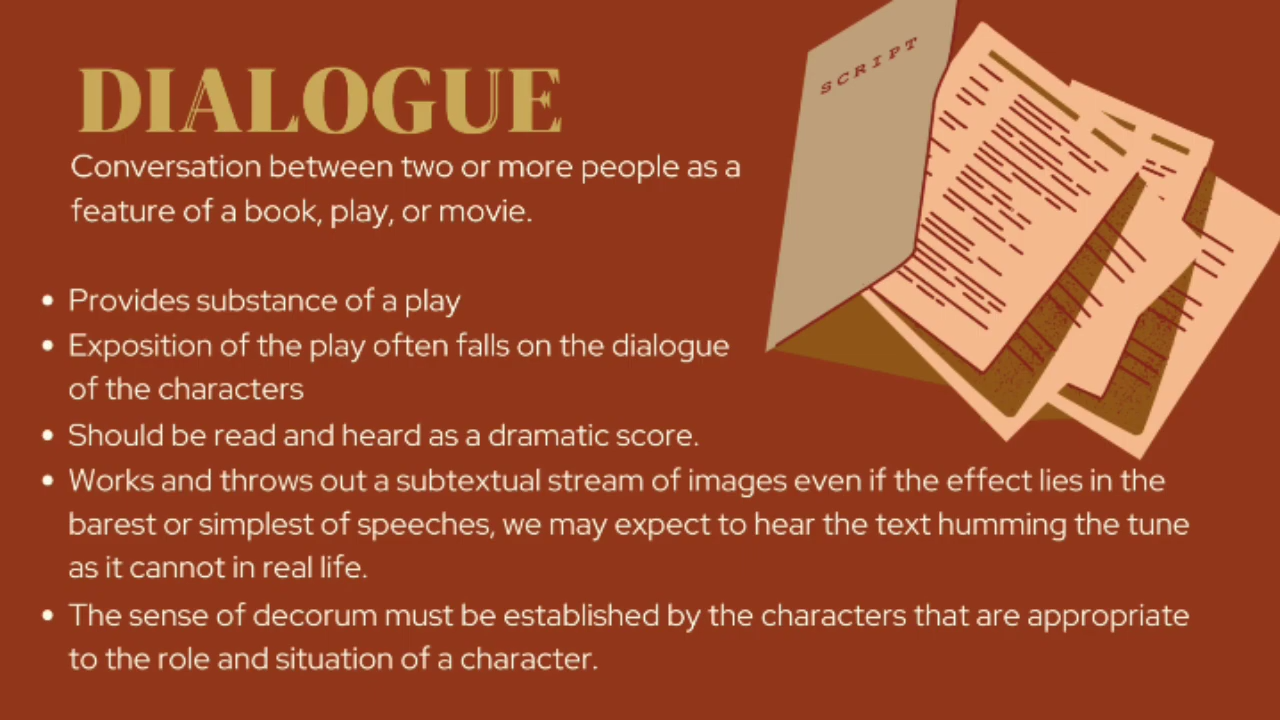 DIALOGUE
SCRIPT
Conversation between two or more people as a
feature of a book, play, or movie.
• Provides substance of a play
• Exposition of the play often falls on the dialogue
of the characters
• Should be read and heard as a dramatic score.
• Works and throws out a subtextual stream of images even if the effect lies in the
barest or simplest of speeches, we may expect to hear the text humming the tune
as it cannot in real life.
• The sense of decorum must be established by the characters that are appropriate
to the role and situation of a character.